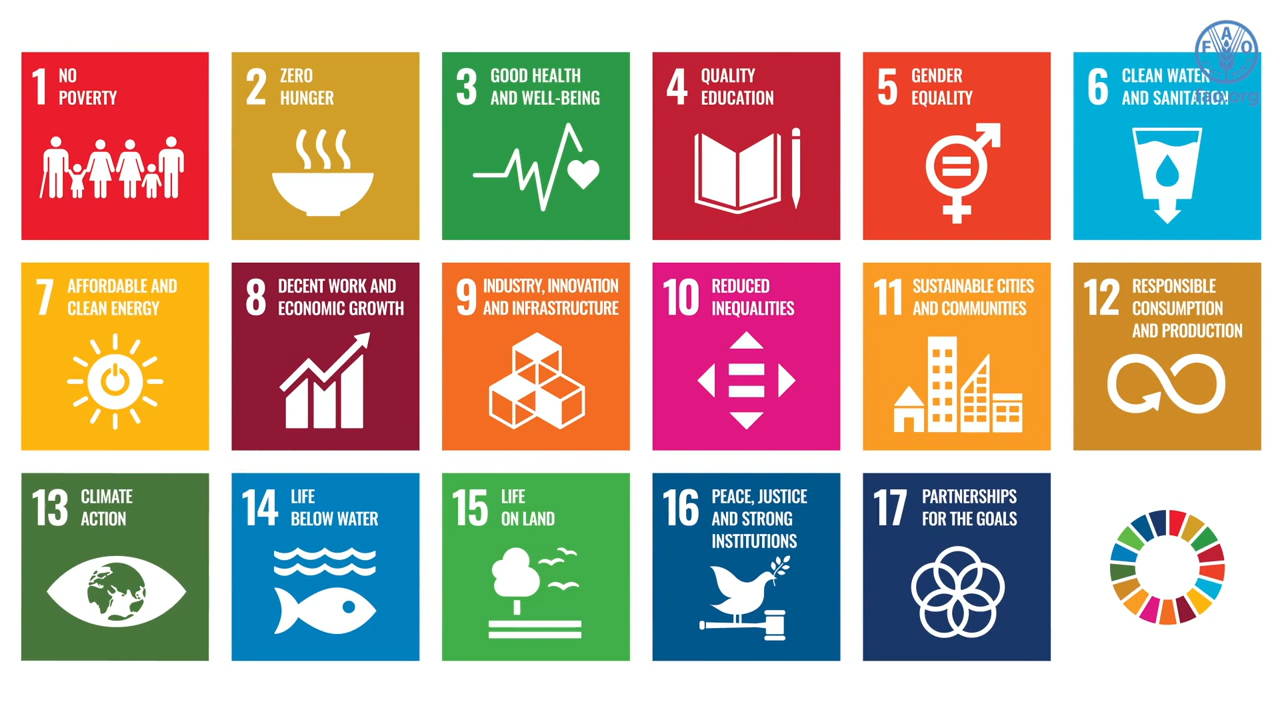 1 NO
POVERTY
2 ZERO
HUNGER
3 GOOD HEALTH
AND WELL-BEING
4 QUALITY
EDUCATION
5 GENDER
EQUALITY
6 CLEAN WATER
AND SANITATION
FAO
fao.org
7 AFFORDABLE AND
CLEAN ENERGY
8 DECENT WORK AND
ECONOMIC GROWTH
9 INDUSTRY, INNOVATION
AND INFRASTRUCTURE
10 REDUCED
INEQUALITIES
11 SUSTAINABLE CITIES
AND COMMUNITIES
12 RESPONSIBLE
CONSUMPTION
AND PRODUCTION
13 CLIMATE
ACTION
14 LIFE
BELOW WATER
15 LIFE
ON LAND
16 PEACE, JUSTICE
AND STRONG
INSTITUTIONS
17 PARTNERSHIPS
FOR THE GOALS